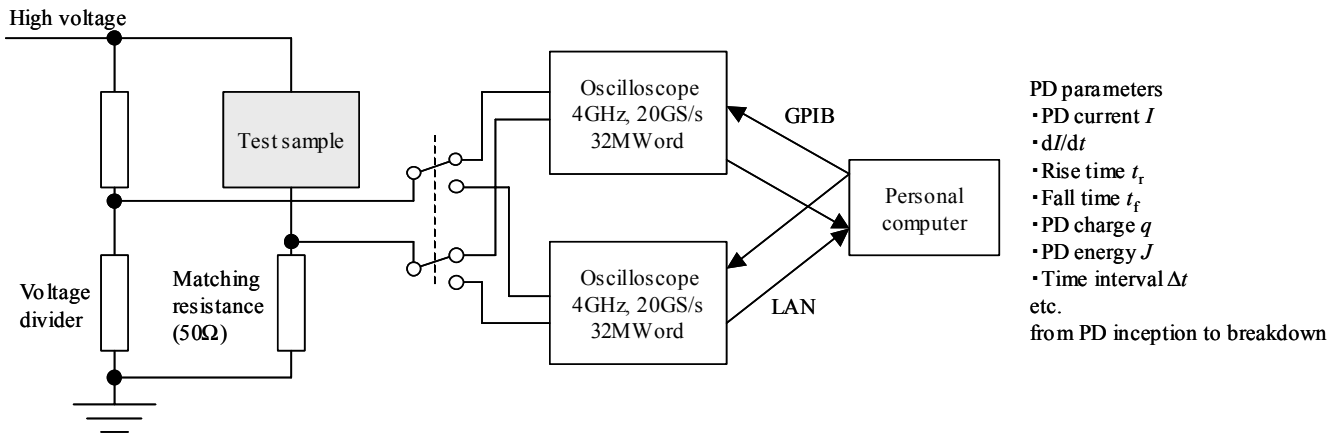 High voltage
Test sample
Voltage
divider
Matching
resistance
(50Ω)
Oscilloscope
4GHz, 20GS/s
32MWord
Oscilloscope
4GHz, 20GS/s
32MWord
GPIB
LAN
Personal
computer
PD parameters
・PD current I
・dI/dt
・Rise time tr
・Fall time tf
・PD charge q
・PD energy J
・Time interval Δt
etc.
from PD inception to breakdown